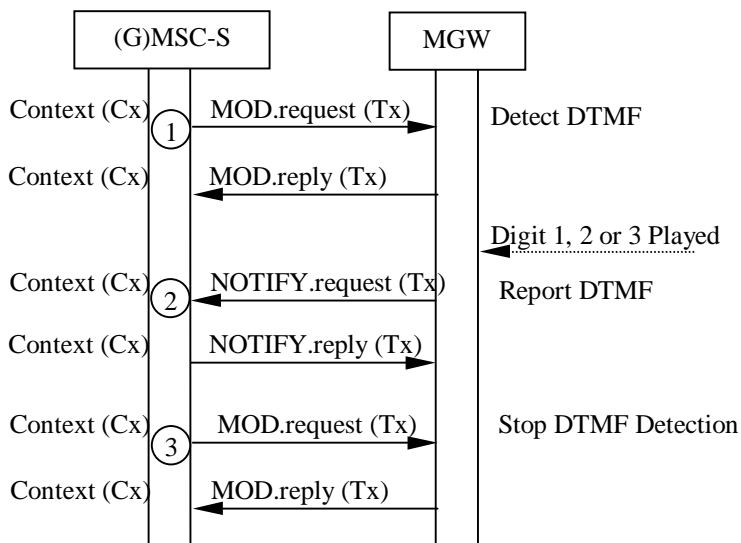 (G)MSC-S
MGW
Context (Cx) 1 MOD.request (Tx) Detect DTMF
Context (Cx) MOD.reply (Tx)
Digit 1, 2 or 3 Played
Context (Cx) 2 NOTIFY.request (Tx) Report DTMF
Context (Cx) NOTIFY.reply (Tx)
Context (Cx) 3 MOD.request (Tx) Stop DTMF Detection
Context (Cx) MOD.reply (Tx)